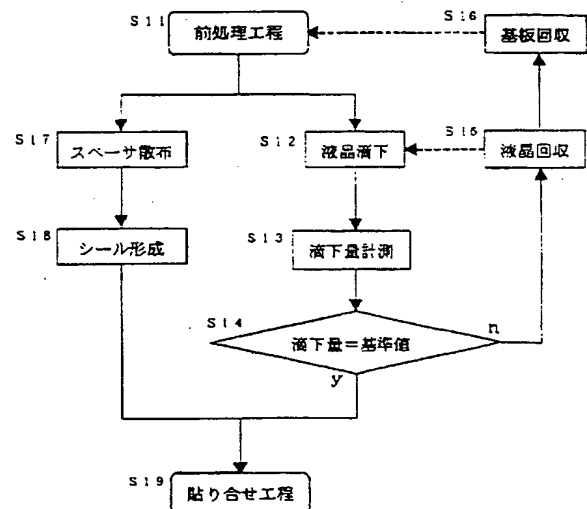 S11
前処理工程
S16
基板回収
S17
スペーサ散布
S12
液晶滴下
S15
液晶回収
S18
シール形成
S13
滴下量計測
S14
滴下量=基準値
n
y
S19
貼り合せ工程